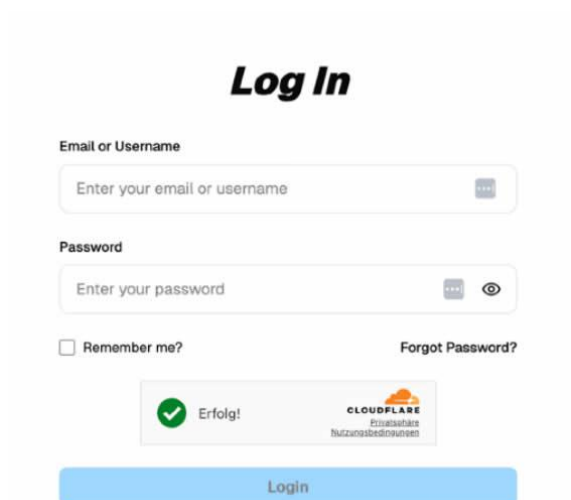 Log In
Email or Username
Enter your email or username
Password
Enter your password
Remember me?
Forgot Password?
Erfolg!
CLOUDFLARE
Privatsphäre
Nutzungsbedingungen
Login